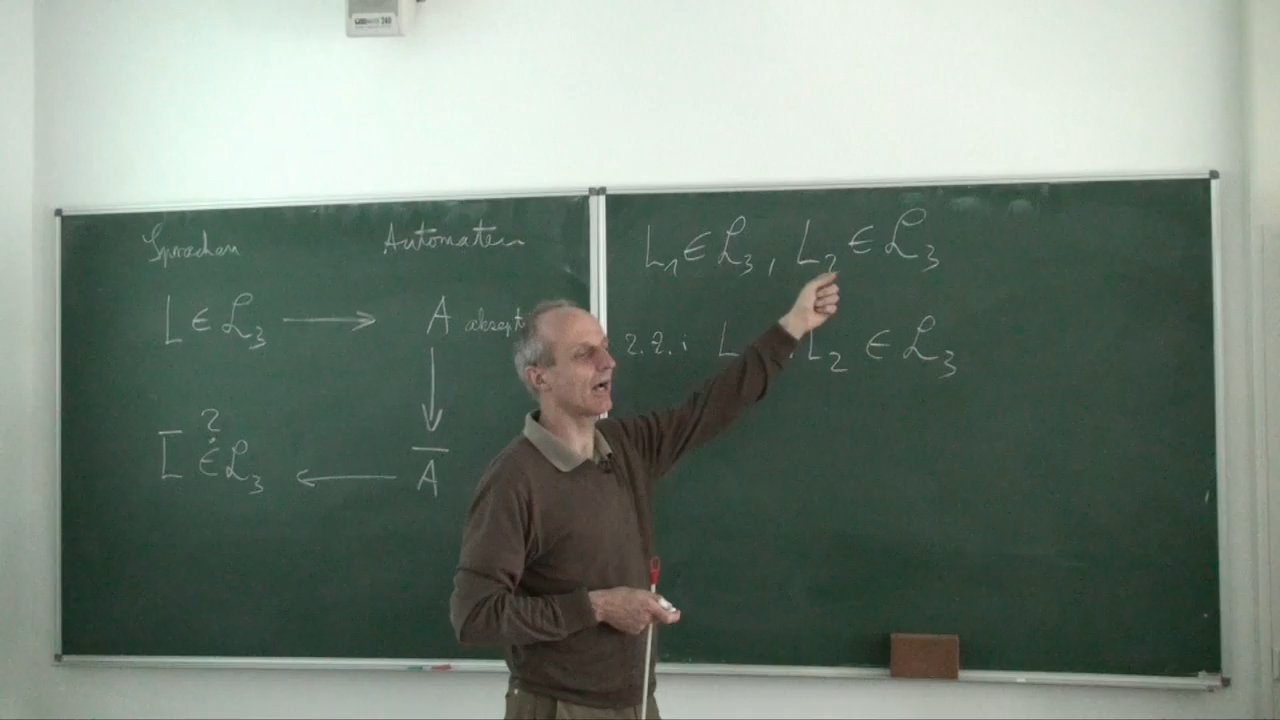 Sprachen Automaten
L ∈ ℒ₃ ⟶ A akzept
↓
?
L̅ ∈ ℒ₃ ⟵ A̅
L₁ ∈ ℒ₃, L₂ ∈ ℒ₃
z.z.: L L₂ ∈ ℒ₃